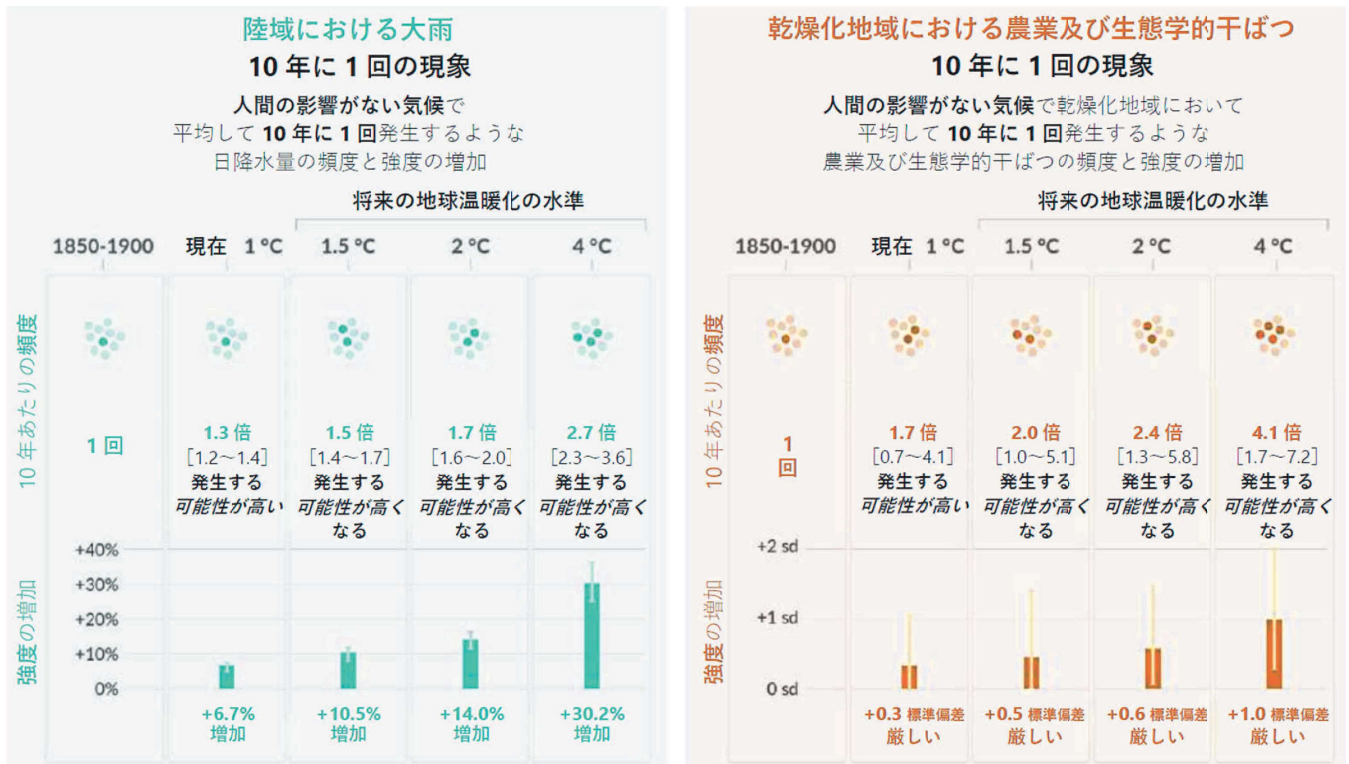 陸域における大雨
10 年に 1 回の現象
人間の影響がない気候で
平均して 10 年に 1 回発生するような
日降水量の頻度と強度の増加
将来の地球温暖化の水準
1850-1900 現在 1 °C 1.5 °C 2 °C 4 °C
10 年あたりの頻度
1 回
1.3 倍
[1.2～1.4]
発生する
可能性が高い
1.5 倍
[1.4～1.7]
発生する
可能性が高く
なる
1.7 倍
[1.6～2.0]
発生する
可能性が高く
なる
2.7 倍
[2.3～3.6]
発生する
可能性が高く
なる
強度の増加
+40%
+30%
+20%
+10%
0%
+6.7%
増加
+10.5%
増加
+14.0%
増加
+30.2%
増加
乾燥化地域における農業及び生態学的干ばつ
10 年に 1 回の現象
人間の影響がない気候で乾燥化地域において
平均して 10 年に 1 回発生するような
農業及び生態学的干ばつの頻度と強度の増加
将来の地球温暖化の水準
1850-1900 現在 1 °C 1.5 °C 2 °C 4 °C
10 年あたりの頻度
1
回
1.7 倍
[0.7～4.1]
発生する
可能性が高い
2.0 倍
[1.0～5.1]
発生する
可能性が高く
なる
2.4 倍
[1.3～5.8]
発生する
可能性が高く
なる
4.1 倍
[1.7～7.2]
発生する
可能性が高く
なる
強度の増加
+2 sd
+1 sd
0 sd
+0.3 標準偏差
厳しい
+0.5 標準偏差
厳しい
+0.6 標準偏差
厳しい
+1.0 標準偏差
厳しい